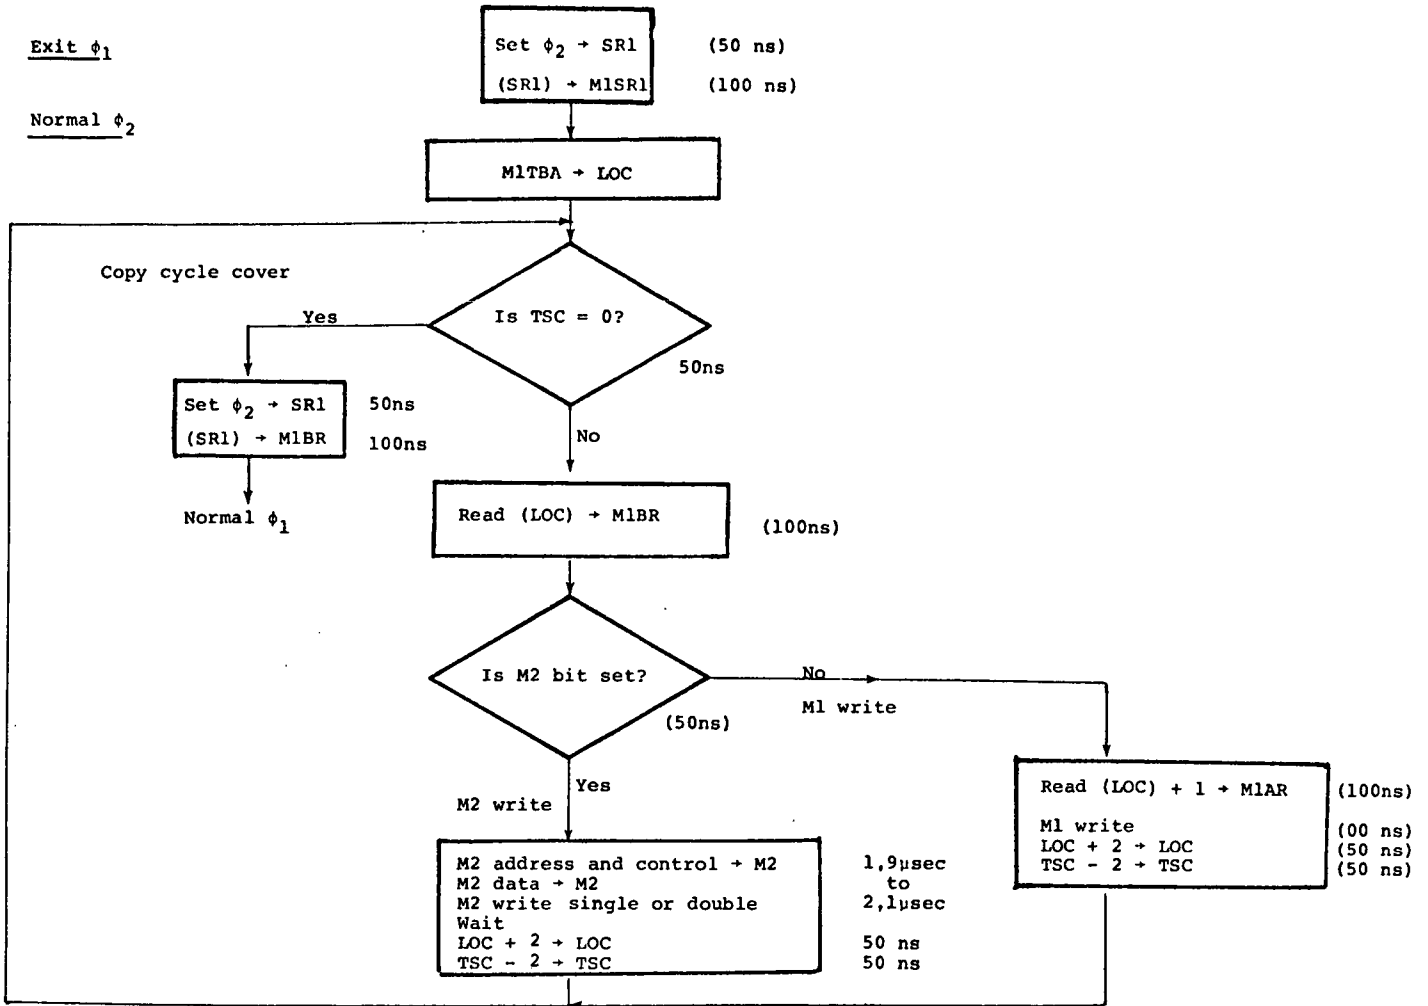 Exit ϕ1
Set ϕ2 → SR1 (50 ns)
(SR1) → M1SR1 (100 ns)
Normal ϕ2
M1TBA → LOC
Copy cycle cover
Is TSC = 0?
Yes
50ns
Set ϕ2 → SR1 50ns
(SR1) → M1BR 100ns
No
Normal ϕ1
Read (LOC) → M1BR (100ns)
Is M2 bit set?
No
M1 write
(50ns)
Yes
M2 write
Read (LOC) + 1 → M1AR (100ns)
M1 write (00 ns)
LOC + 2 → LOC (50 ns)
TSC - 2 → TSC (50 ns)
M2 address and control → M2 1,9µsec
M2 data → M2 to
M2 write single or double 2,1µsec
Wait
LOC + 2 → LOC 50 ns
TSC - 2 → TSC 50 ns